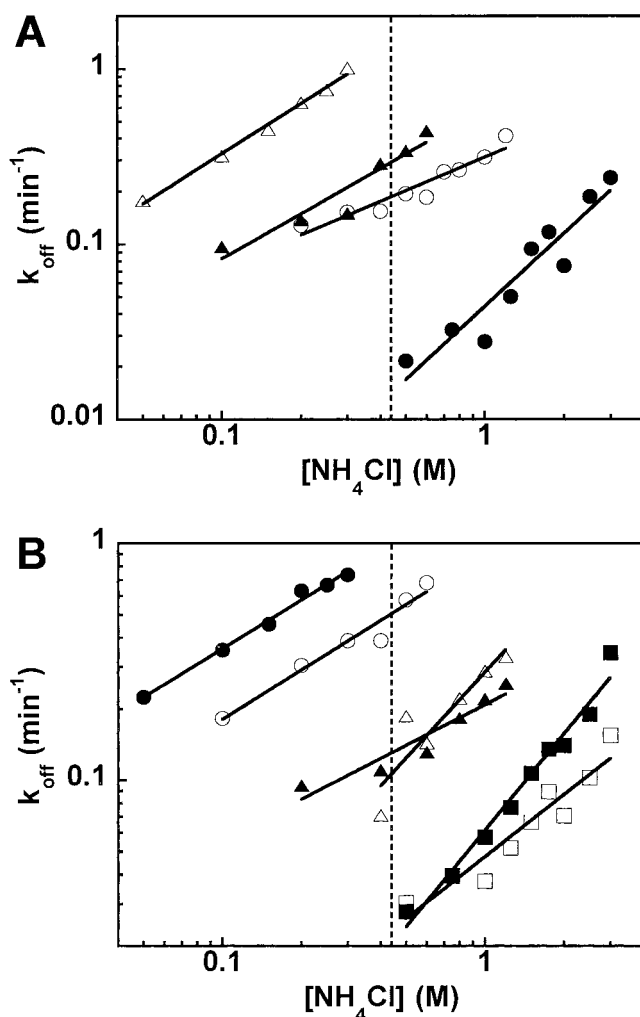 A
1
0.1
0.01
k_off (min⁻¹)
0.1
1
[NH₄Cl] (M)
B
1
0.1
k_off (min⁻¹)
0.1
1
[NH₄Cl] (M)